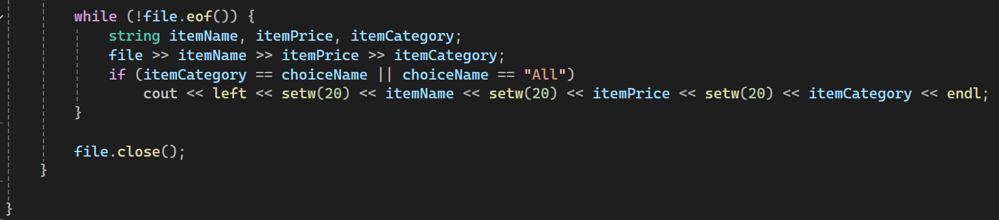 while (!file.eof()) {
string itemName, itemPrice, itemCategory;
file >> itemName >> itemPrice >> itemCategory;
if (itemCategory == choiceName || choiceName == "All")
cout << left << setw(20) << itemName << setw(20) << itemPrice << setw(20) << itemCategory << endl;
}
file.close();
}
}